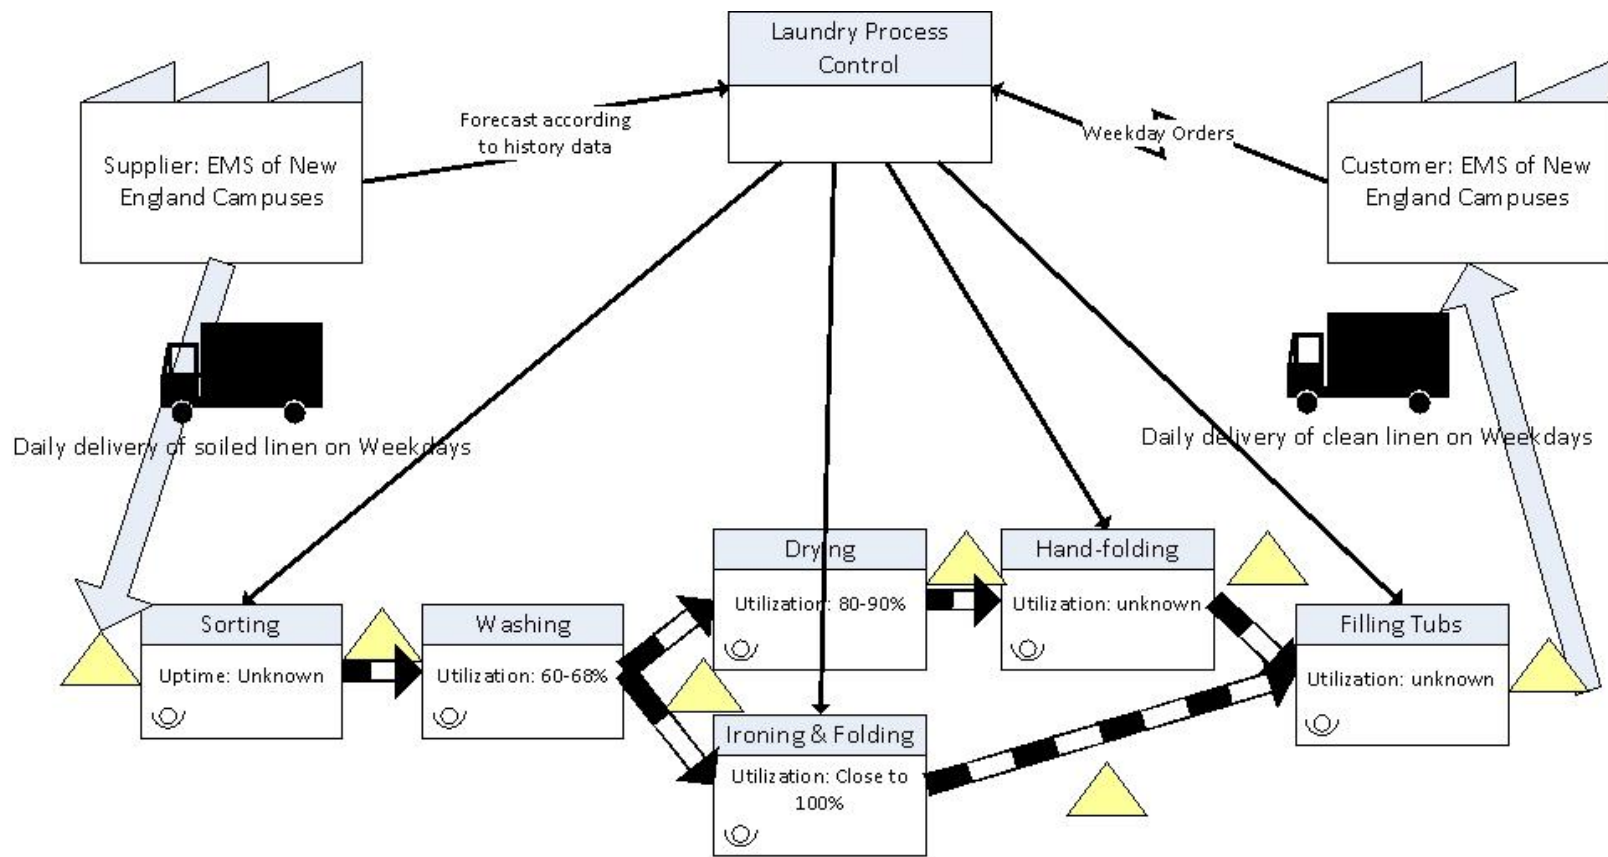 Laundry Process
Control
Forecast according
to history data
Weekday Orders
Supplier: EMS of New
England Campuses
Customer: EMS of New
England Campuses
Daily delivery of soiled linen on Weekdays
Daily delivery of clean linen on Weekdays
Sorting
Uptime: Unknown
Washing
Utilization: 60-68%
Drying
Utilization: 80-90%
Hand-folding
Utilization: unknown
Ironing & Folding
Utilization: Close to
100%
Filling Tubs
Utilization: unknown